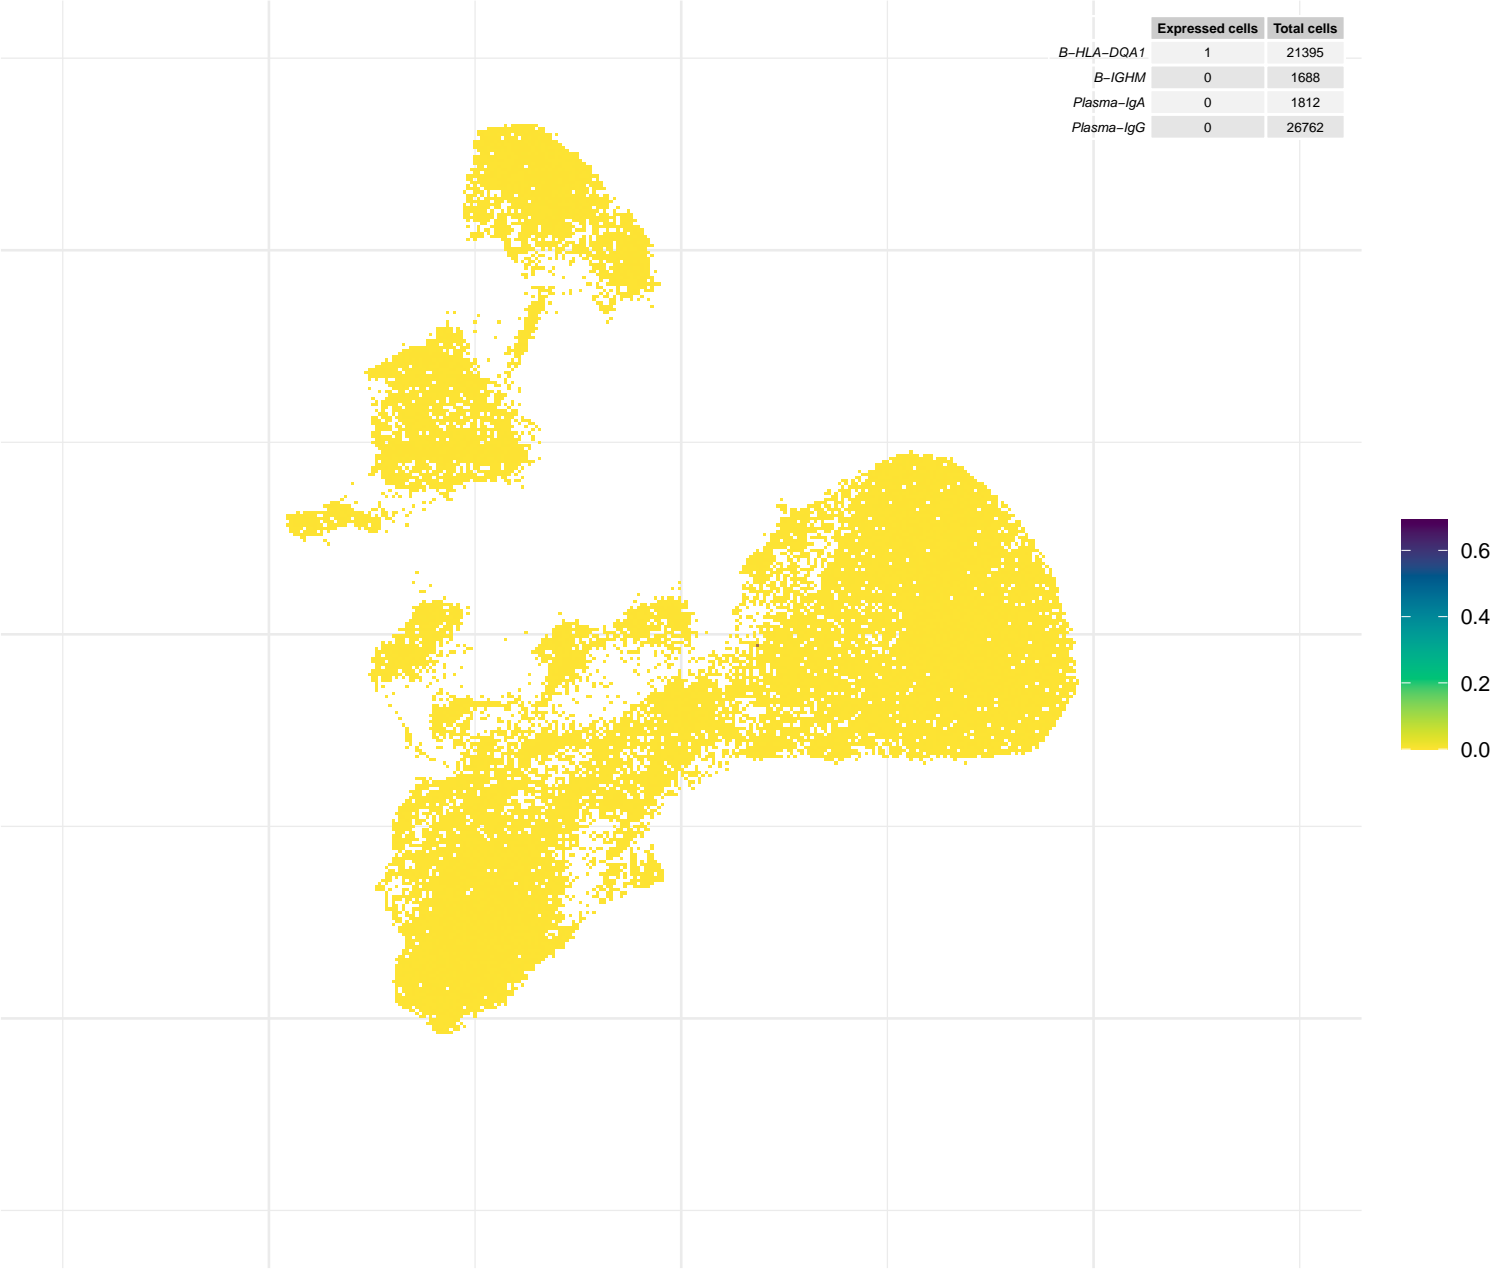 Expressed cells Total cells
B−HLA−DQA1 1 21395
B−IGHM 0 1688
Plasma−IgA 0 1812
Plasma−IgG 0 26762
0.6
0.4
0.2
0.0